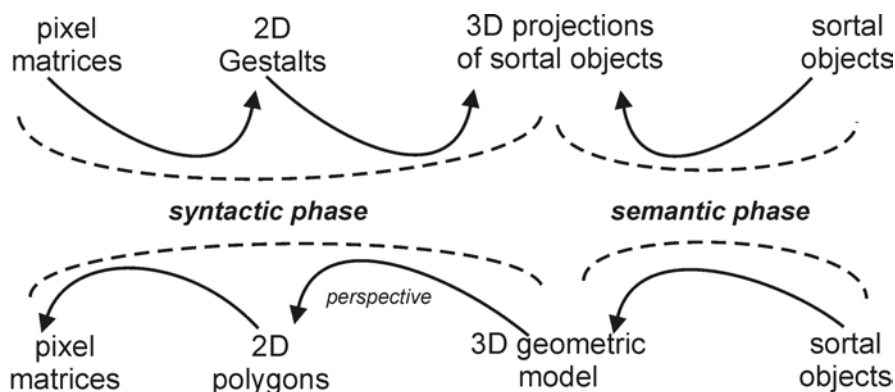 pixel
matrices
2D
Gestalts
3D projections
of sortal objects
sortal
objects
syntactic phase
semantic phase
perspective
pixel
matrices
2D
polygons
3D geometric
model
sortal
objects